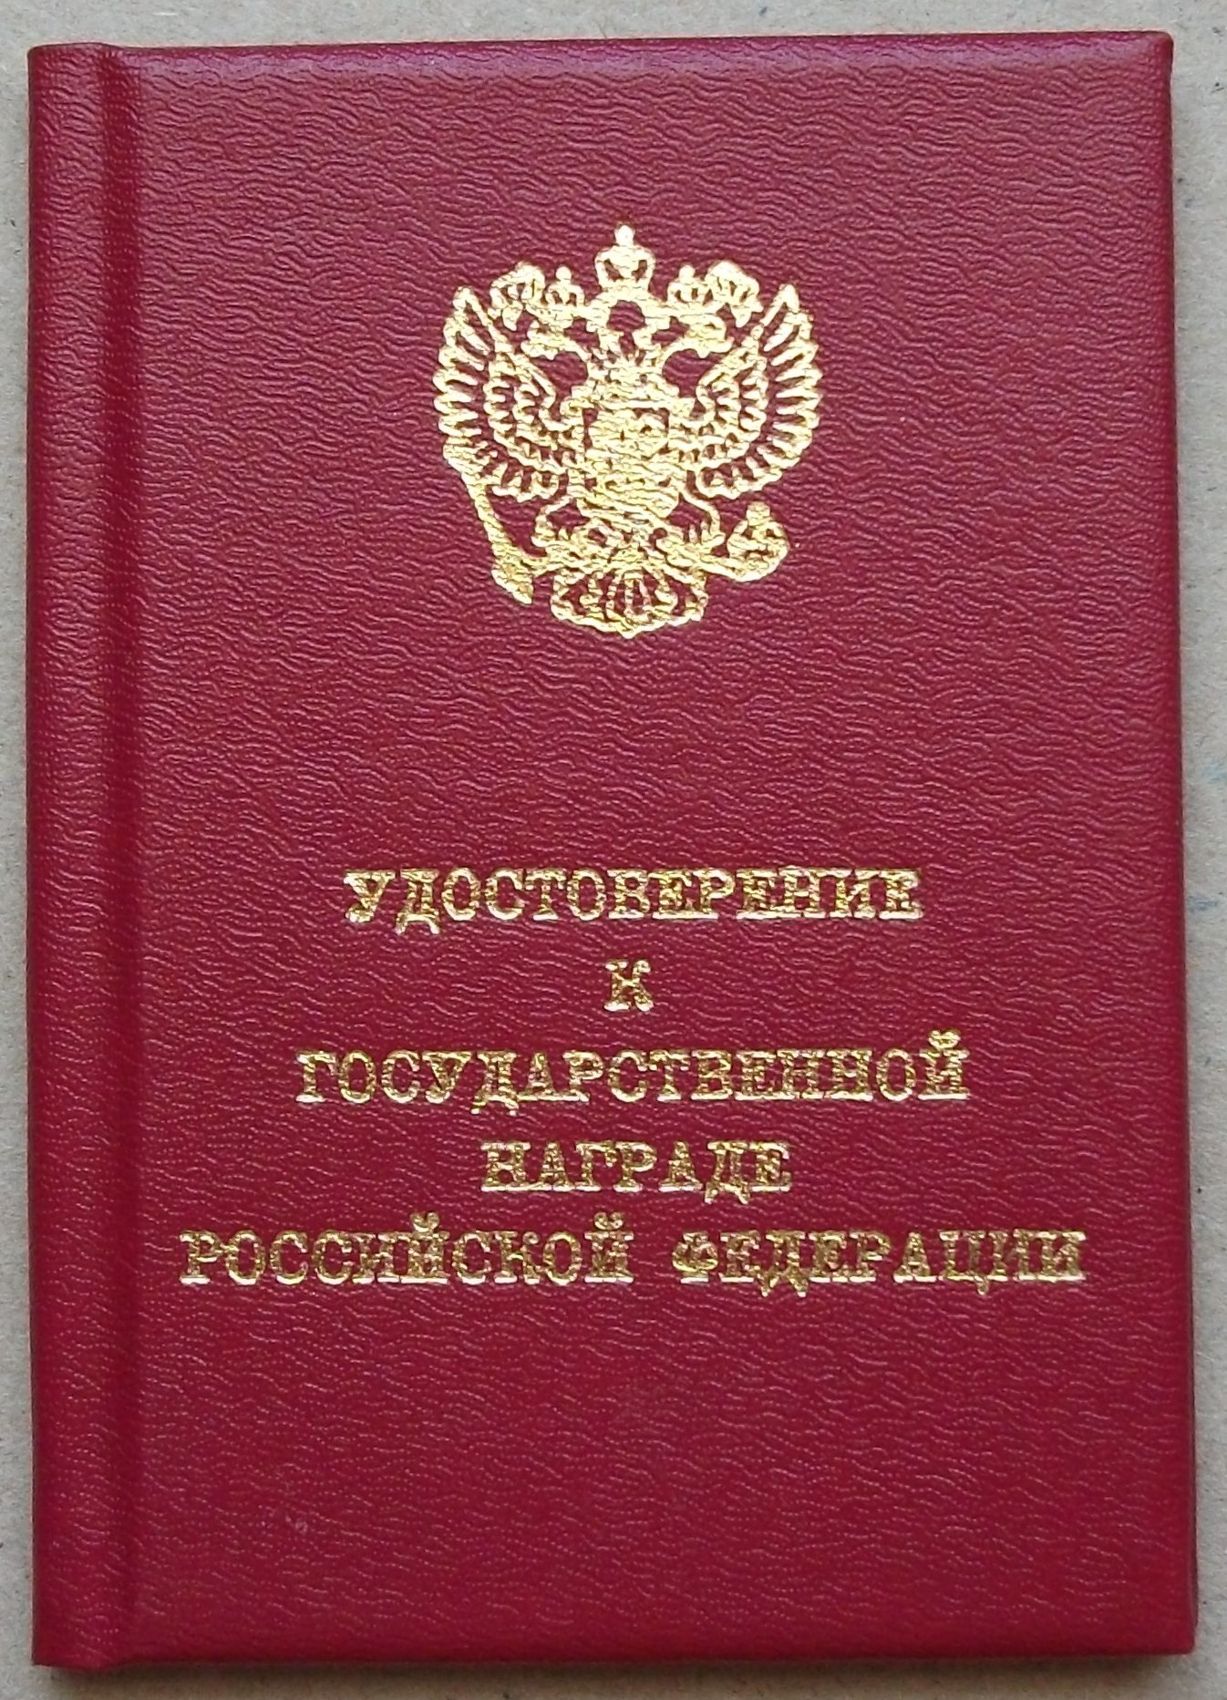 УДОСТОВЕРЕНИЕ
К
ГОСУДАРСТВЕННОЙ
НАГРАДЕ
РОССИЙСКОЙ ФЕДЕРАЦИИ